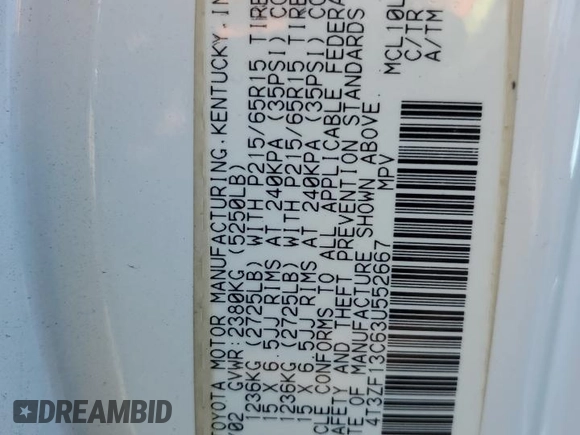 TOYOTA MOTOR MANUFACTURING, KENTUCKY, IN
/02 GVWR:2380KG (5250LB)
1236KG (2725LB) WITH P215/65R15 TIRE
15 X 6.5JJ RIMS AT 240KPA (35PSI) CO
1236KG (2725LB) WITH P215/65R15 TIRE
15 X 6.5JJ RIMS AT 240KPA (35PSI) CO
CLE CONFORMS TO ALL APPLICABLE FEDERA
AFETY AND THEFT PREVENTION STANDARDS
TE OF MANUFACTURE SHOWN ABOVE.
4T3ZF13C63U552667 MPV
MCL10L
C/TR
A/TM
DREAMBID